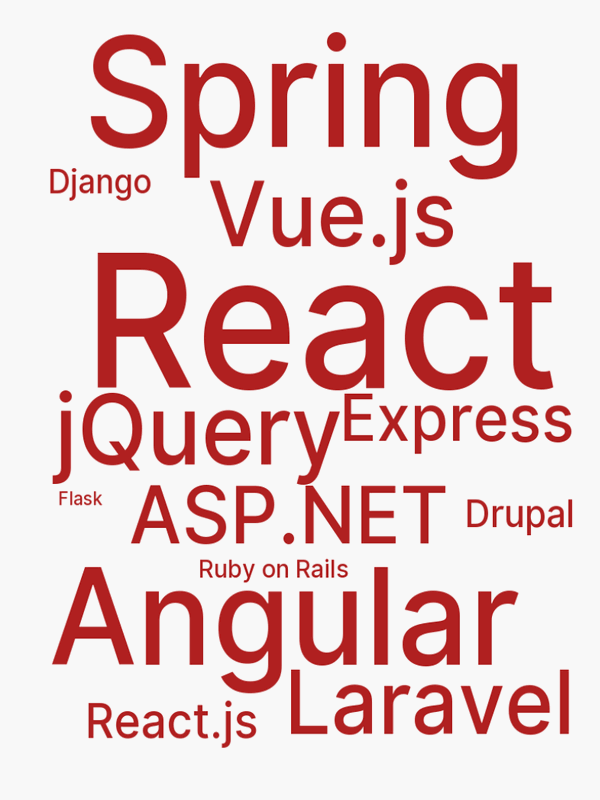 Spring
Django
Vue.js
React
jQuery
Express
Flask
ASP.NET
Drupal
Ruby on Rails
Angular
Laravel
React.js